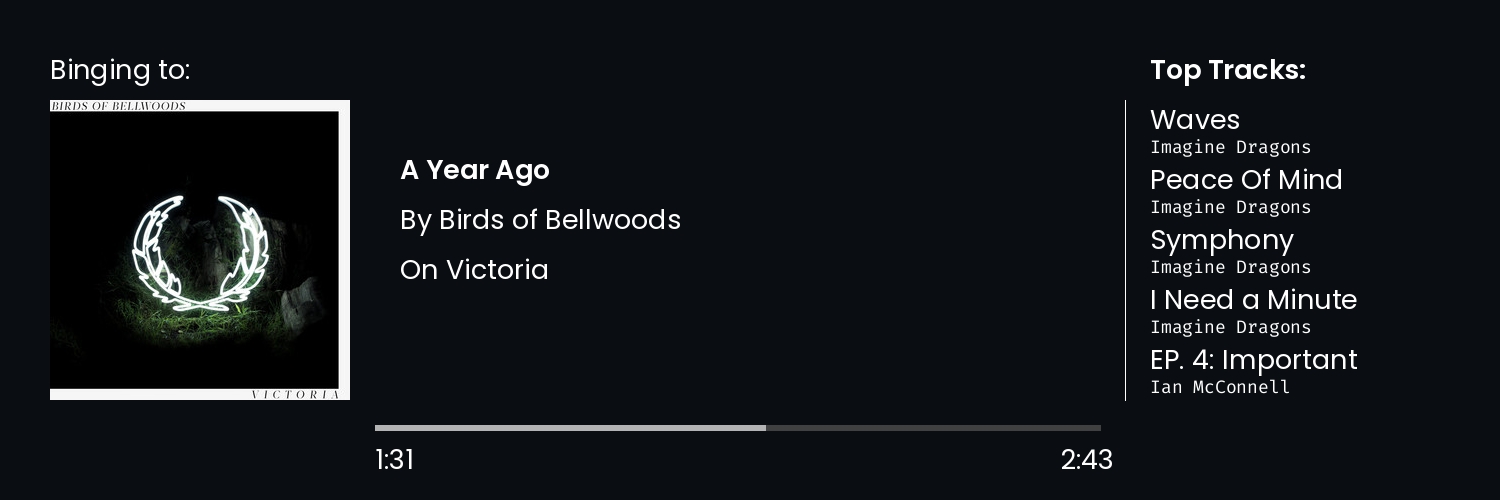 Binging to:
BIRDS OF BELLWOODS
VICTORIA
A Year Ago
By Birds of Bellwoods
On Victoria
1:31
2:43
Top Tracks:
Waves
Imagine Dragons
Peace Of Mind
Imagine Dragons
Symphony
Imagine Dragons
I Need a Minute
Imagine Dragons
EP. 4: Important
Ian McConnell